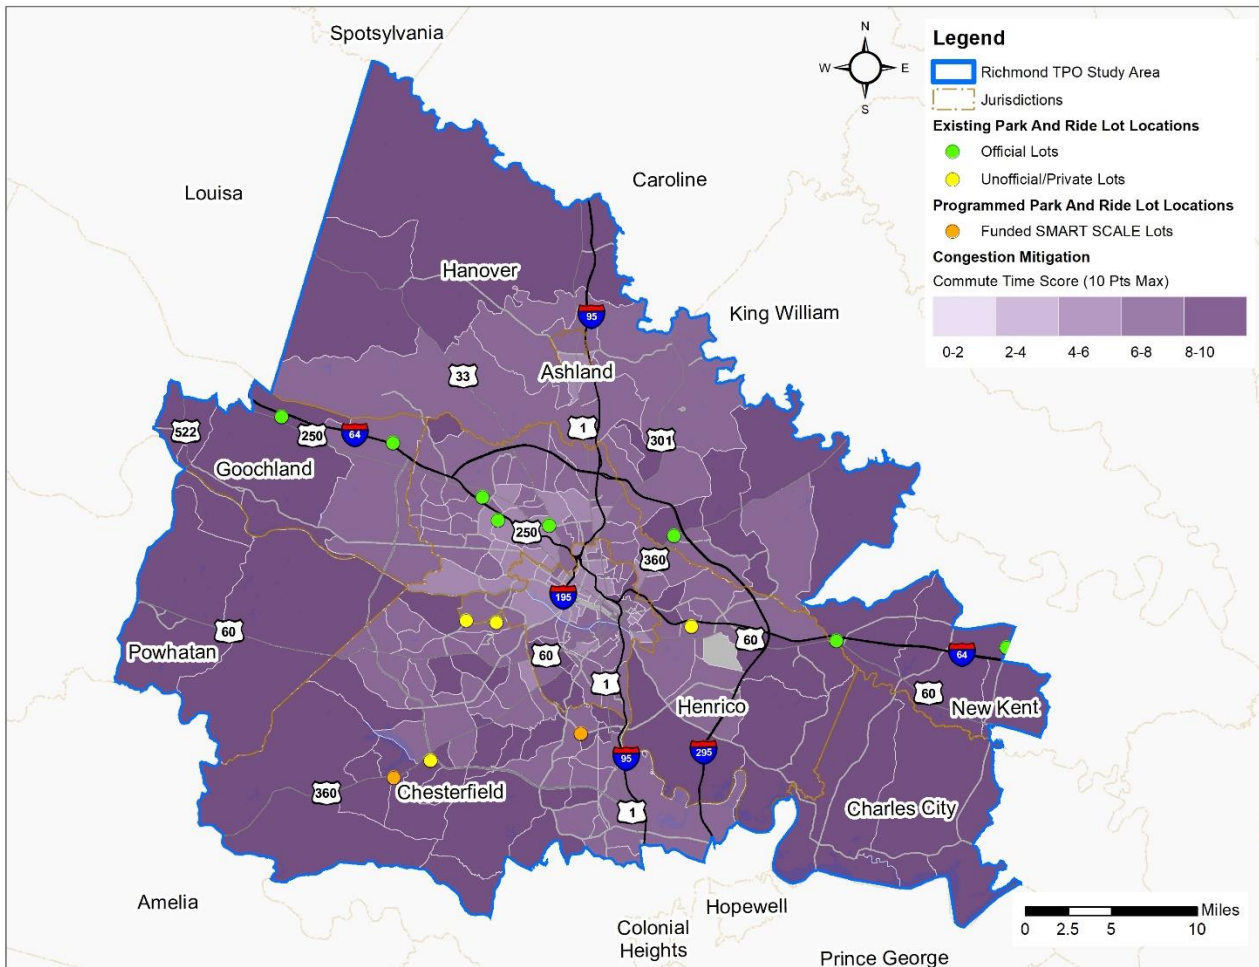 Spotsylvania
Louisa
Caroline
King William
Hanover
Ashland
Goochland
Powhatan
Chesterfield
Henrico
New Kent
Charles City
Amelia
Colonial
Heights
Hopewell
Prince George
95
33
1
301
522
250
64
250
360
195
60
60
60
1
64
60
95
295
360
1
N
W
E
S
Legend
Richmond TPO Study Area
Jurisdictions
Existing Park And Ride Lot Locations
Official Lots
Unofficial/Private Lots
Programmed Park And Ride Lot Locations
Funded SMART SCALE Lots
Congestion Mitigation
Commute Time Score (10 Pts Max)
0-2 2-4 4-6 6-8 8-10
Miles
0 2.5 5 10